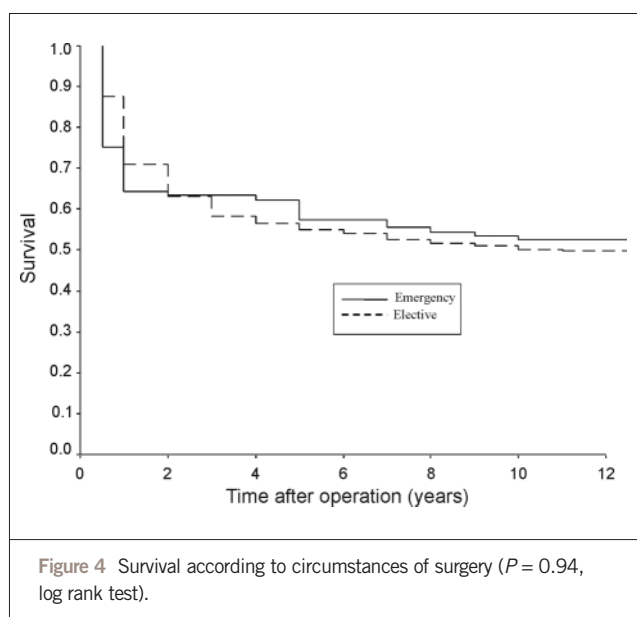 1.0
0.9
0.8
0.7
0.6
0.5
0.4
0.3
0.2
0.1
0.0
Survival
Emergency
Elective
0 2 4 6 8 10 12
Time after operation (years)
Figure 4 Survival according to circumstances of surgery (P = 0.94,
log rank test).